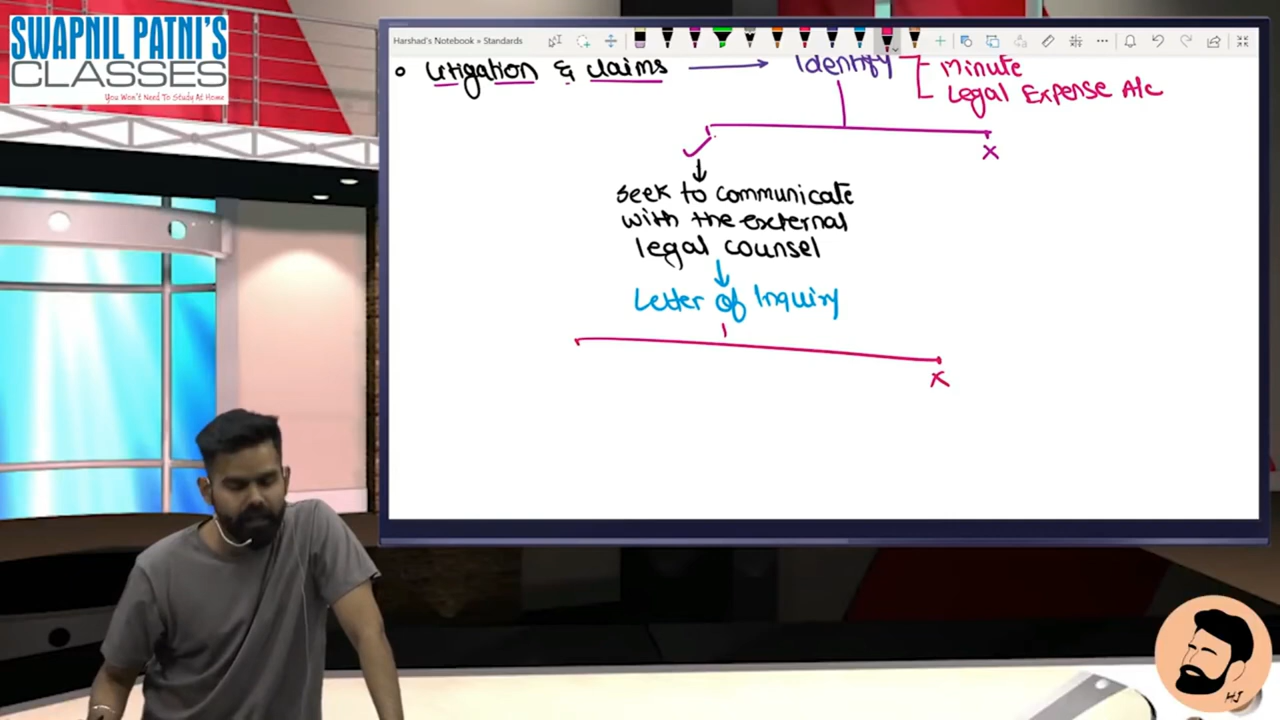 SWAPNIL PATNI'S
CLASSES
You Won't Need To Study At Home
Harshad's Notebook » Standards
Litigation & claims
Identify
Minute
Legal Expense A/c
x
seek to communicate
with the external
legal counsel
Letter of Inquiry
x
HJ